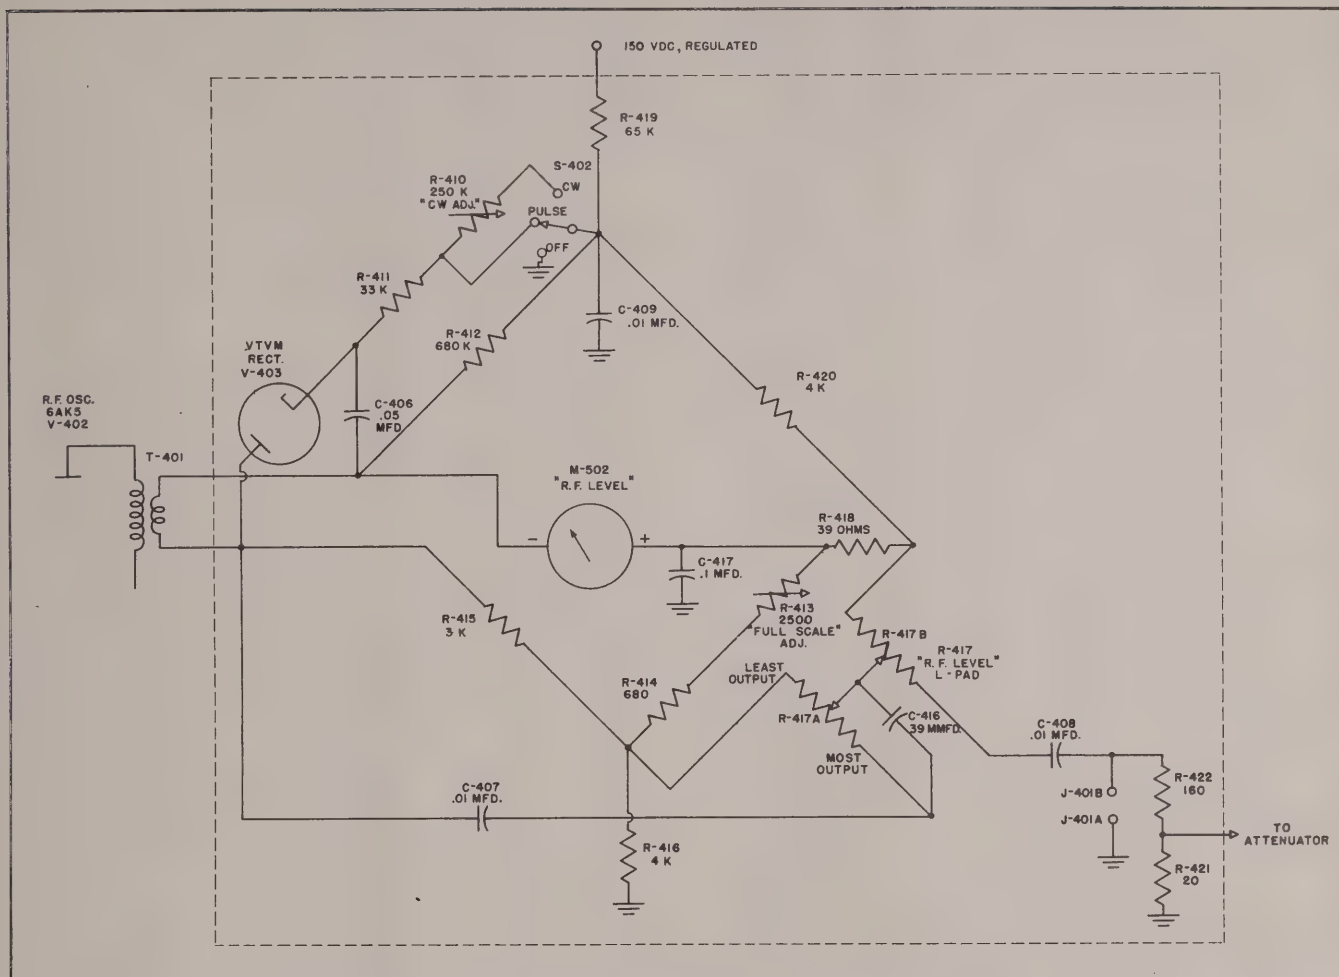 150 VDC, REGULATED
R-419
65 K
S-402
CW
R-410
250 K
"CW ADJ."
PULSE
OFF
R-411
33 K
C-409
.01 MFD.
R-412
680 K
VTVM
RECT.
V-403
R-420
4 K
R.F. OSC.
6AK5
V-402
C-406
.05
MFD
T-401
M-502
"R.F. LEVEL"
R-418
39 OHMS
-
+
C-417
.1 MFD.
R-415
3 K
R-413
2500
"FULL SCALE"
ADJ.
R-417B
R-417
"R.F. LEVEL"
L-PAD
LEAST
OUTPUT
R-414
680
R-417A
C-416
39 MMFD.
MOST
OUTPUT
C-408
.01 MFD.
C-407
.01 MFD.
J-401B
J-401A
R-422
160
TO
ATTENUATOR
R-416
4 K
R-421
20